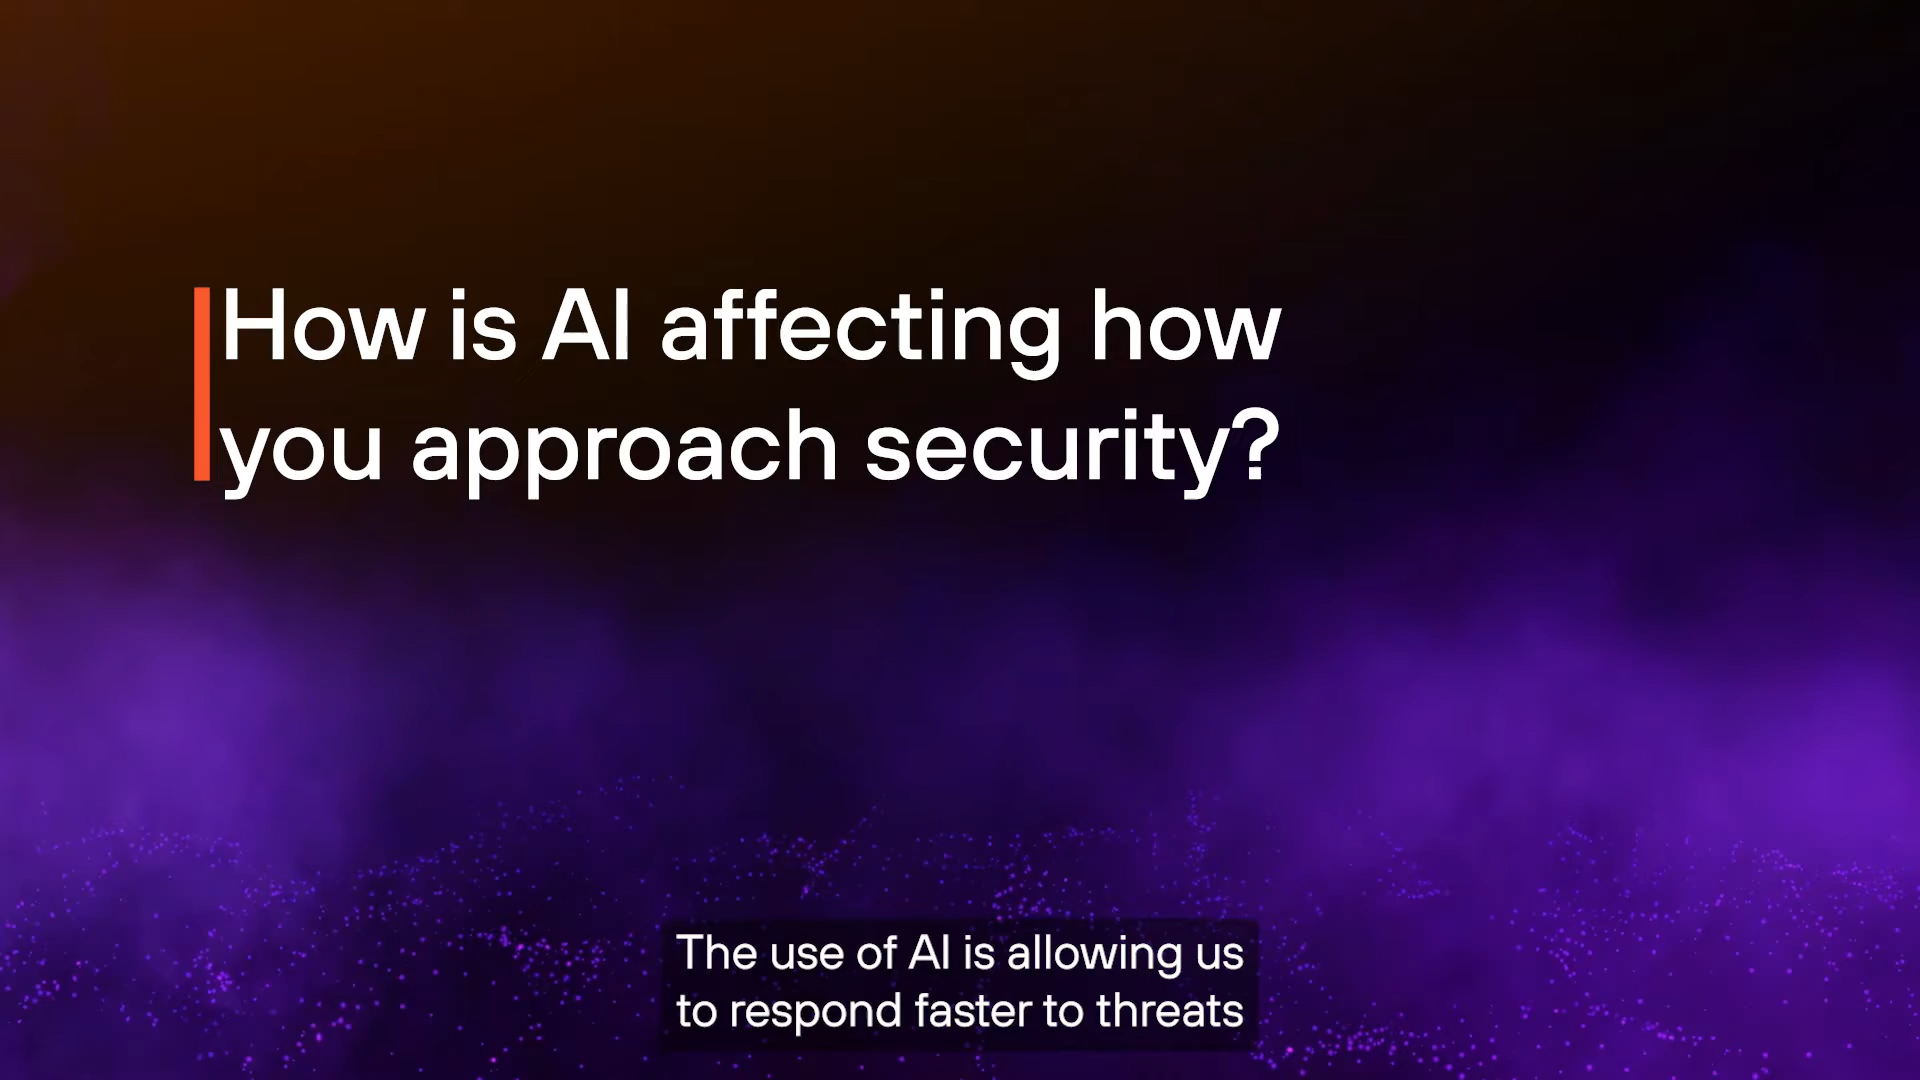 How is AI affecting how
you approach security?
The use of AI is allowing us
to respond faster to threats